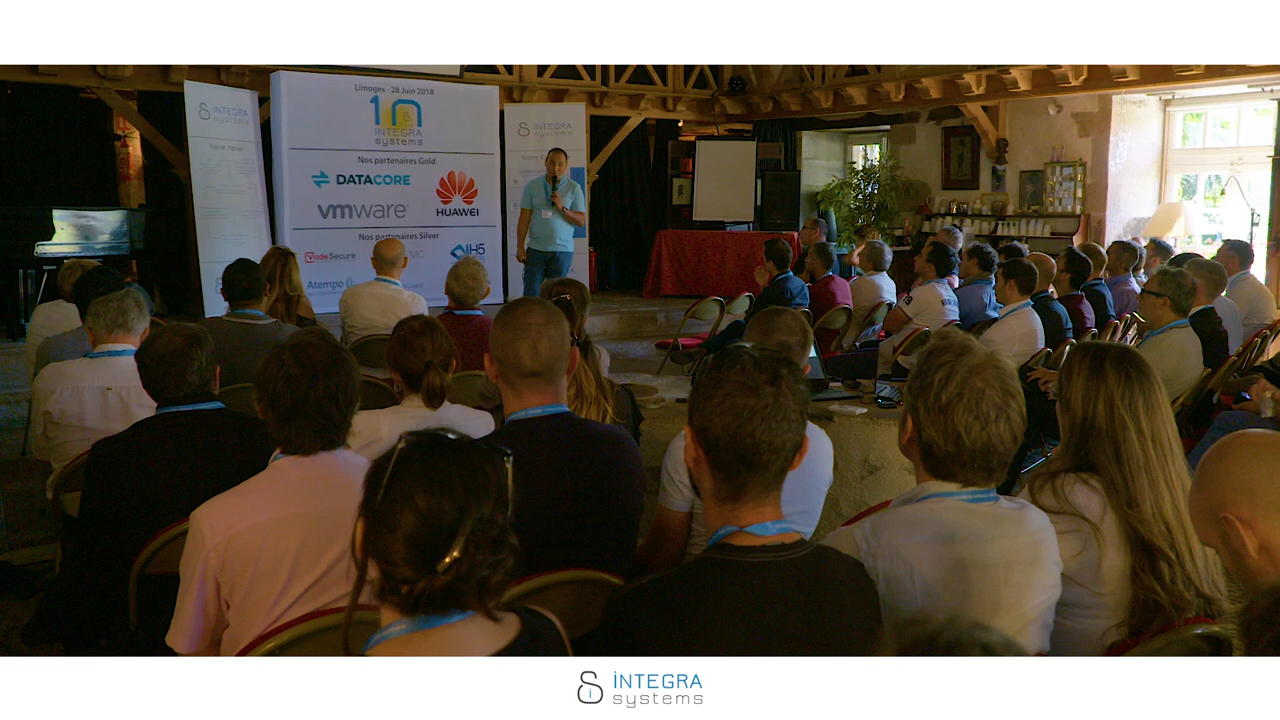 INTEGRA
systems
Limoges - 28 Juin 2018
10
INTEGRA
systems
Nos partenaires Gold
DATACORE
vmware
HUAWEI
Nos partenaires Silver
VadeSecure
Atempo
INTEGRA
systems
INTEGRA
systems